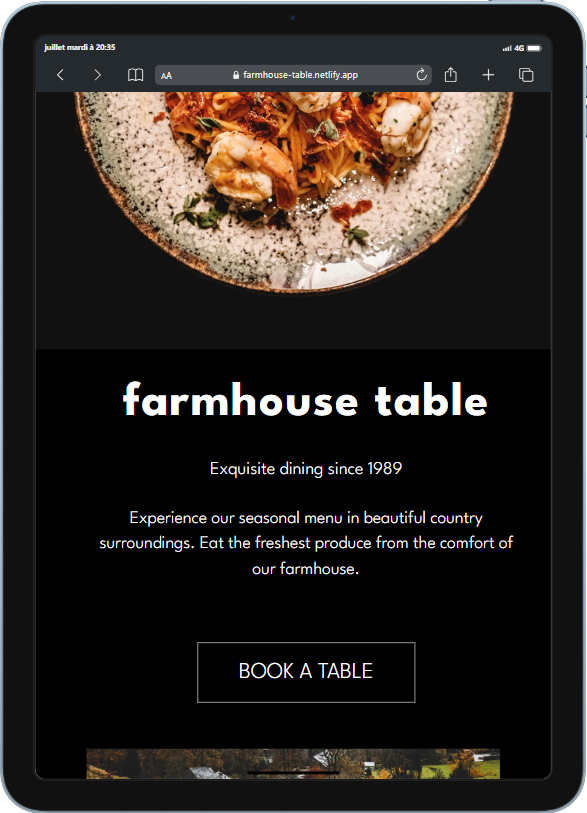 juillet mardi à 20:35
4G
AA
farmhouse-table.netlify.app
farmhouse table
Exquisite dining since 1989
Experience our seasonal menu in beautiful country
surroundings. Eat the freshest produce from the comfort of
our farmhouse.
BOOK A TABLE